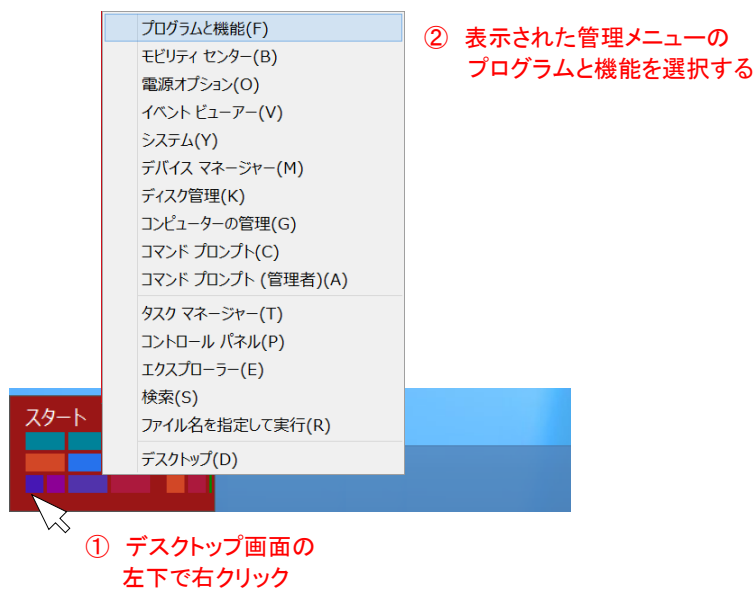 プログラムと機能(F)
モビリティ センター(B)
電源オプション(O)
イベント ビューアー(V)
システム(Y)
デバイス マネージャー(M)
ディスク管理(K)
コンピューターの管理(G)
コマンド プロンプト(C)
コマンド プロンプト (管理者)(A)
タスク マネージャー(T)
コントロール パネル(P)
エクスプローラー(E)
検索(S)
ファイル名を指定して実行(R)
デスクトップ(D)
② 表示された管理メニューの
プログラムと機能を選択する
スタート
① デスクトップ画面の
左下で右クリック